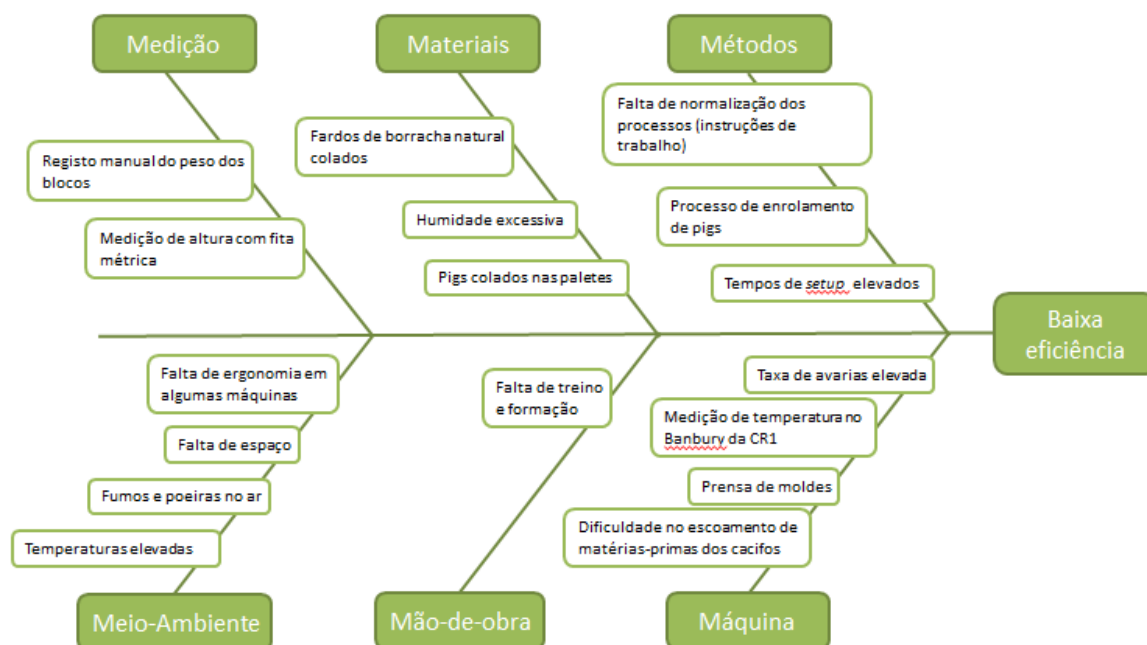 Medição
Materiais
Métodos
Registo manual do peso dos
blocos
Medição de altura com fita
métrica
Fardos de borracha natural
colados
Humidade excessiva
Pigs colados nas paletes
Falta de normalização dos
processos (instruções de
trabalho)
Processo de enrolamento
de pigs
Tempos de setup elevados
Baixa
eficiência
Falta de ergonomia em
algumas máquinas
Falta de espaço
Fumos e poeiras no ar
Temperaturas elevadas
Falta de treino
e formação
Taxa de avarias elevada
Medição de temperatura no
Banbury da CR1
Prensa de moldes
Dificuldade no escoamento de
matérias-primas dos cacifos
Meio-Ambiente
Mão-de-obra
Máquina